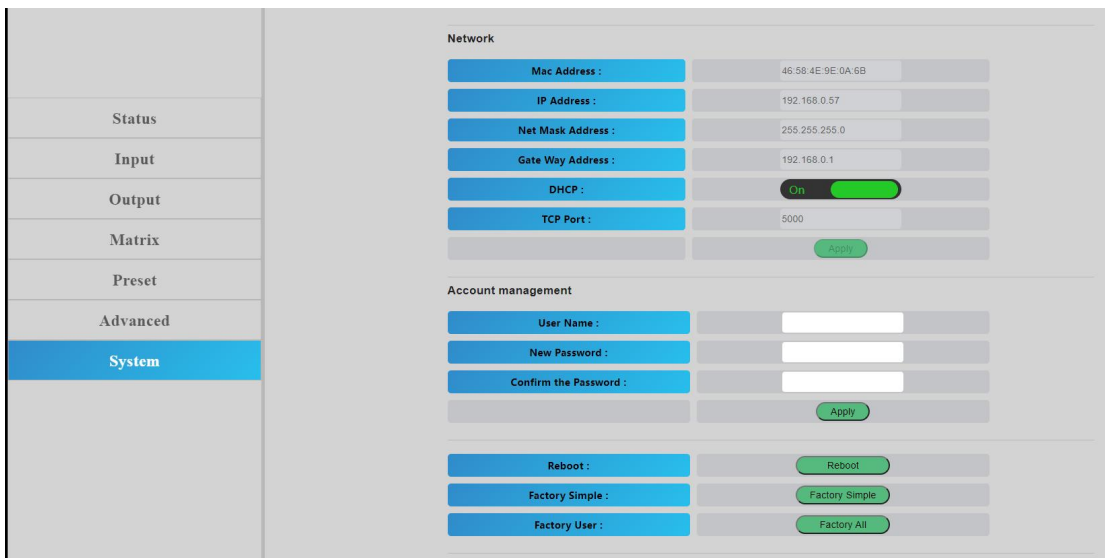 Status
Input
Output
Matrix
Preset
Advanced
System
Network
Mac Address : 46:58:4E:9E:0A:6B
IP Address : 192.168.0.57
Net Mask Address : 255.255.255.0
Gate Way Address : 192.168.0.1
DHCP : On
TCP Port : 5000
Apply
Account management
User Name :
New Password :
Confirm the Password :
Apply
Reboot : Reboot
Factory Simple : Factory Simple
Factory User : Factory All